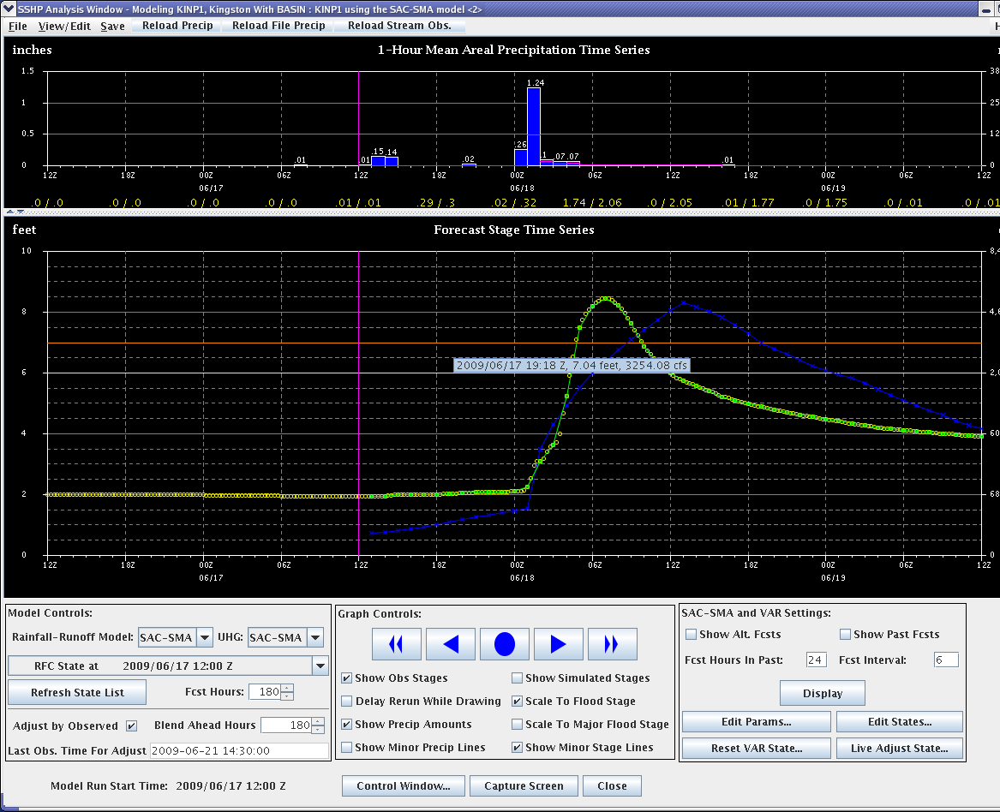 SSHP Analysis Window - Modeling KINP1, Kingston With BASIN : KINP1 using the SAC-SMA model <2>
File View/Edit Save Reload Precip Reload File Precip Reload Stream Obs. H
inches 1-Hour Mean Areal Precipitation Time Series
1.5 38
1.24
1 25
0.5 12
.26
.01 .01 .15 .14 .02 .1 .07 .07 .01
0 0
12Z 18Z 00Z 06Z 12Z 18Z 00Z 06Z 12Z 18Z 00Z 06Z 12Z
06/17 06/18 06/19
.0 / .0 .0 / .0 .0 / .0 .0 / .0 .01 / .01 .29 / .3 .02 / .32 1.74 / 2.06 .0 / 2.05 .01 / 1.77 .0 / 1.75 .0 / .01 .0 / .01
feet Forecast Stage Time Series
10 8,4
8 4,6
2009/06/17 19:18 Z, 7.04 feet, 3254.08 cfs
6 2,0
4 60
2 68
0
12Z 18Z 00Z 06Z 12Z 18Z 00Z 06Z 12Z 18Z 00Z 06Z 12Z
06/17 06/18 06/19
Model Controls:
Rainfall-Runoff Model: SAC-SMA UHG: SAC-SMA
RFC State at 2009/06/17 12:00 Z
Refresh State List Fcst Hours: 180
Adjust by Observed Blend Ahead Hours 180
Last Obs. Time For Adjust 2009-06-21 14:30:00
Graph Controls:
Show Obs Stages Show Simulated Stages
Delay Rerun While Drawing Scale To Flood Stage
Show Precip Amounts Scale To Major Flood Stage
Show Minor Precip Lines Show Minor Stage Lines
SAC-SMA and VAR Settings:
Show Alt. Fcsts Show Past Fcsts
Fcst Hours In Past: 24 Fcst Interval: 6
Display
Edit Params... Edit States...
Reset VAR State... Live Adjust State...
Model Run Start Time: 2009/06/17 12:00 Z Control Window... Capture Screen Close